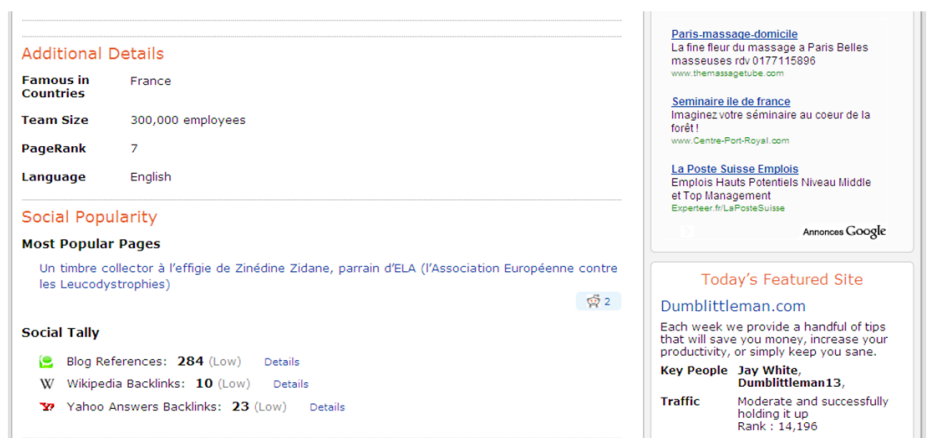 Additional Details
Famous in Countries France
Team Size 300,000 employees
PageRank 7
Language English
Social Popularity
Most Popular Pages
Un timbre collector à l'effigie de Zinédine Zidane, parrain d'ELA (l'Association Européenne contre
les Leucodystrophies)
2
Social Tally
Blog References: 284 (Low) Details
Wikipedia Backlinks: 10 (Low) Details
Yahoo Answers Backlinks: 23 (Low) Details
Paris-massage-domicile
La fine fleur du massage a Paris Belles
masseuses rdv 0177115896
www.themassagetube.com
Seminaire ile de france
Imaginez votre séminaire au coeur de la
forêt !
www.Centre-Port-Royal.com
La Poste Suisse Emplois
Emplois Hauts Potentiels Niveau Middle
et Top Management
Experteer.fr/LaPosteSuisse
Annonces Google
Today's Featured Site
Dumblittleman.com
Each week we provide a handful of tips
that will save you money, increase your
productivity, or simply keep you sane.
Key People Jay White,
Dumblittleman13,
Traffic Moderate and successfully
holding it up
Rank : 14,196